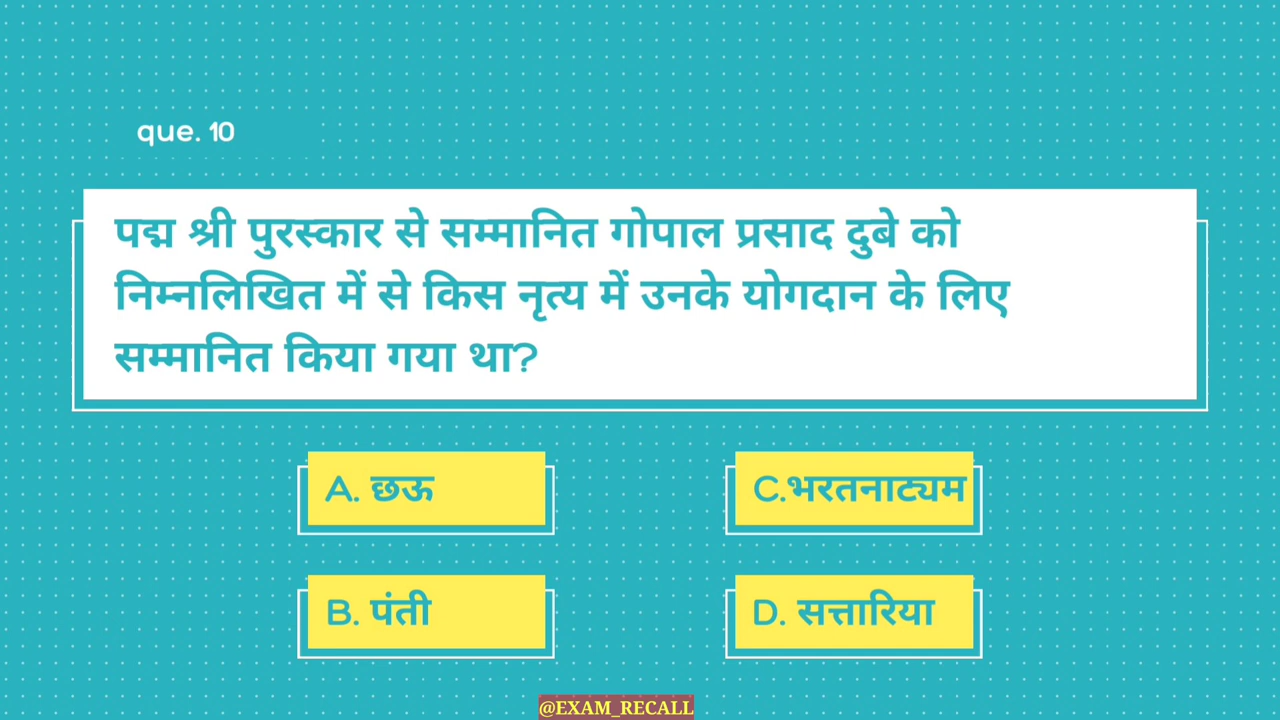 que. 10
पद्म श्री पुरस्कार से सम्मानित गोपाल प्रसाद दुबे को
निम्नलिखित में से किस नृत्य में उनके योगदान के लिए
सम्मानित किया गया था?
A. छऊ
C.भरतनाट्यम
B. पंती
D. सत्तारिया
@EXAM_RECALL